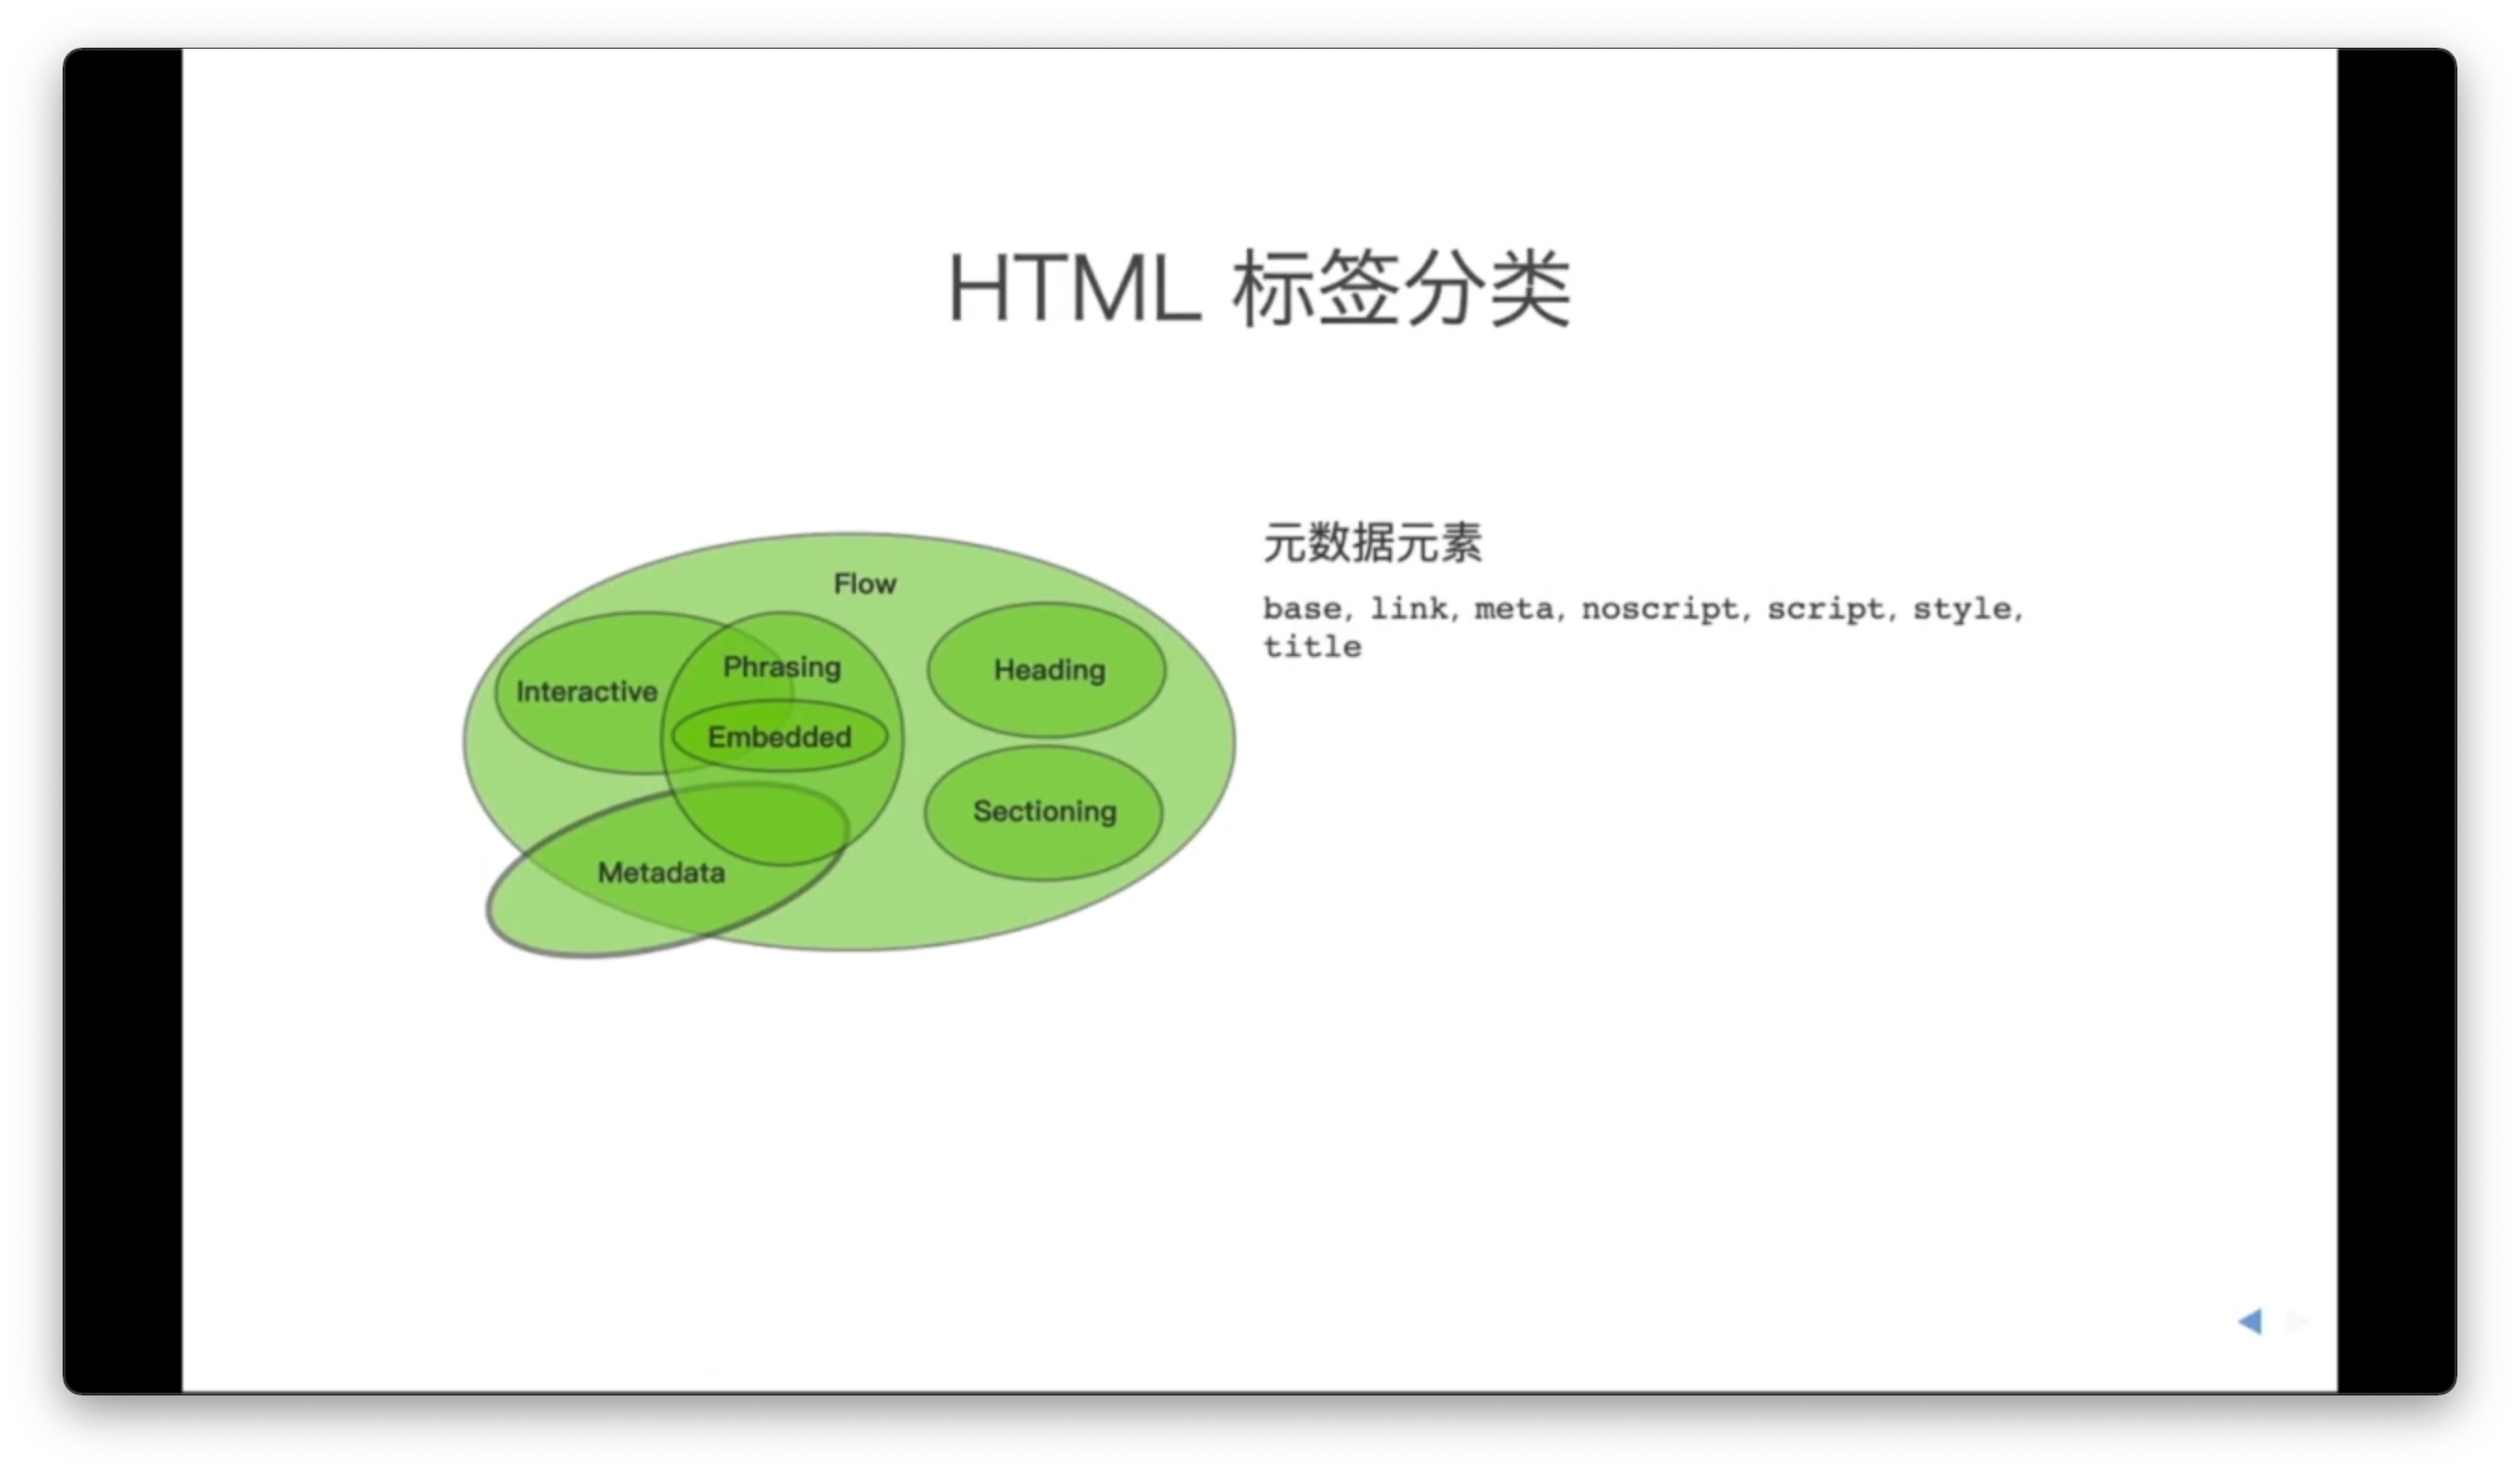 HTML 标签分类
Flow
Phrasing
Interactive
Embedded
Heading
Sectioning
Metadata
元数据元素
base, link, meta, noscript, script, style,
title